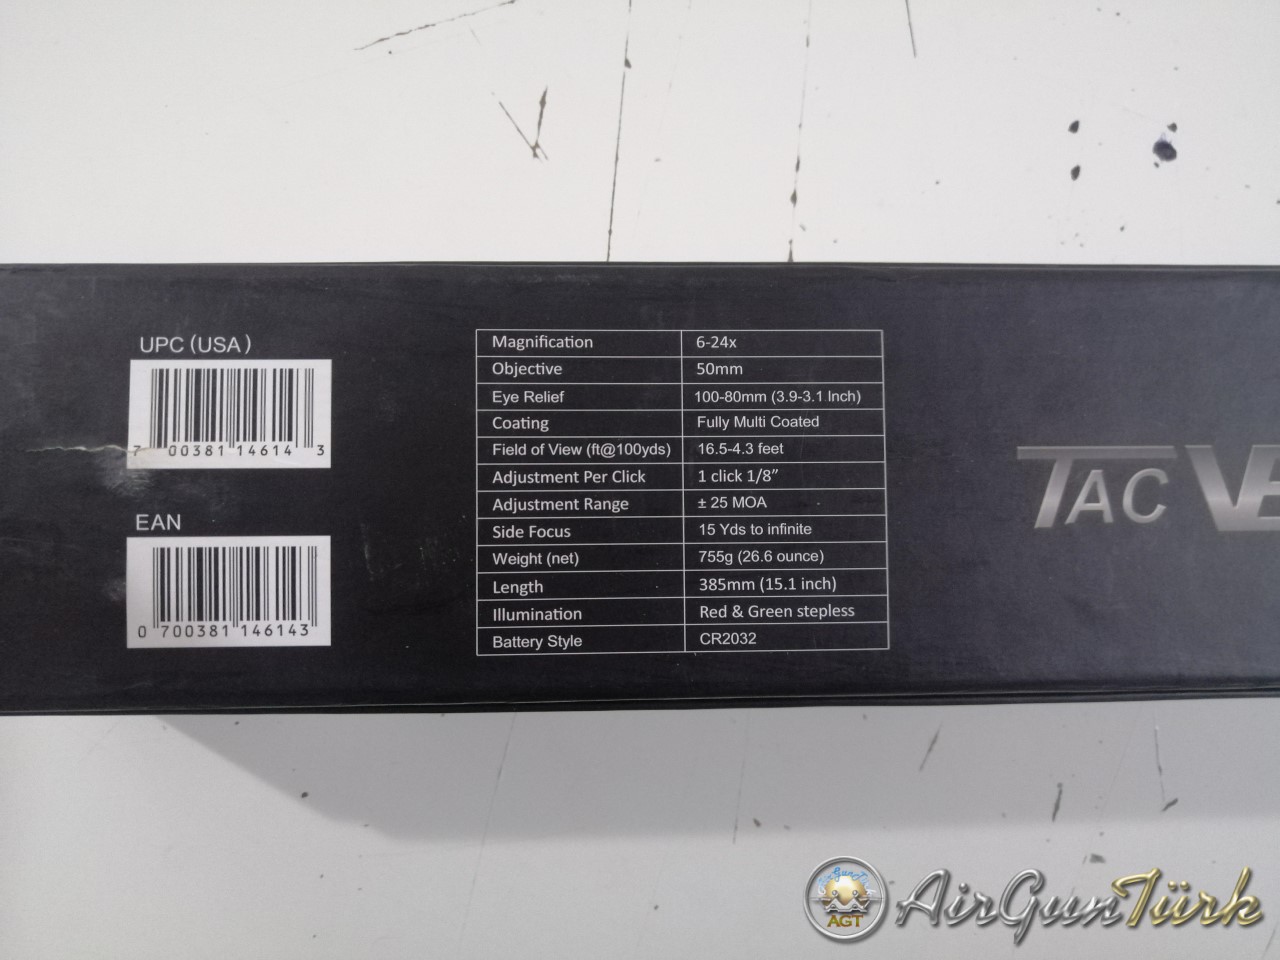 UPC (USA)
7 00381 14614 3
EAN
0 700381 146143
Magnification 6-24x
Objective 50mm
Eye Relief 100-80mm (3.9-3.1 Inch)
Coating Fully Multi Coated
Field of View (ft@100yds) 16.5-4.3 feet
Adjustment Per Click 1 click 1/8”
Adjustment Range ± 25 MOA
Side Focus 15 Yds to infinite
Weight (net) 755g (26.6 ounce)
Length 385mm (15.1 inch)
Illumination Red & Green stepless
Battery Style CR2032
TAC VE
AirGunTürk
AGT
AirGunTürk